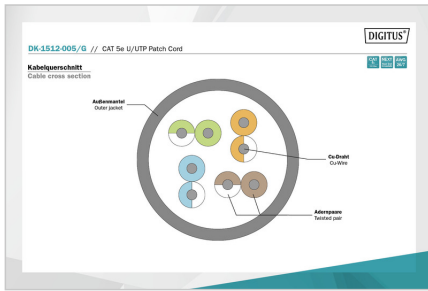 DIGITUS®
DK-1512-005/G // CAT 5e U/UTP Patch Cord
Kabelquerschnitt
Cable cross section
Außenmantel
Outer jacket
Cu-Draht
Cu-Wire
Adernpaare
Twisted pair